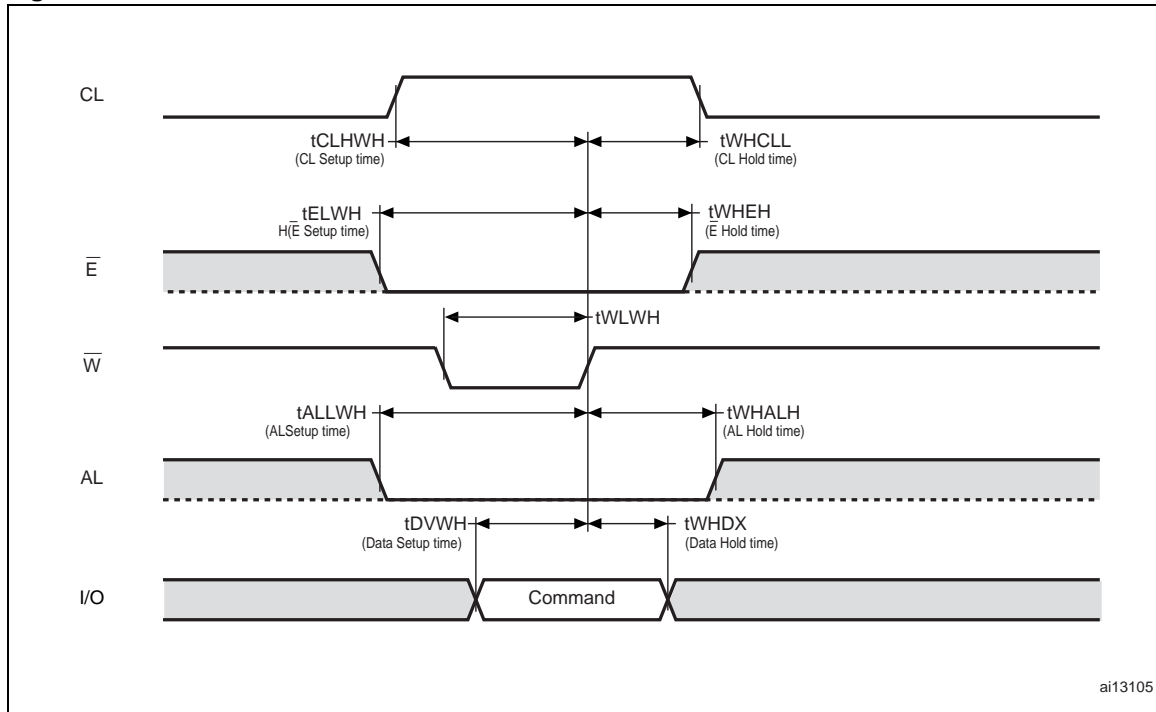 CL
tCLHWH
(CL Setup time)
tWHCLL
(CL Hold time)
tELWH
H(E̅ Setup time)
tWHEH
(E̅ Hold time)
E̅
tWLWH
W̅
tALLWH
(ALSetup time)
tWHALH
(AL Hold time)
AL
tDVWH
(Data Setup time)
tWHDX
(Data Hold time)
I/O
Command
ai13105